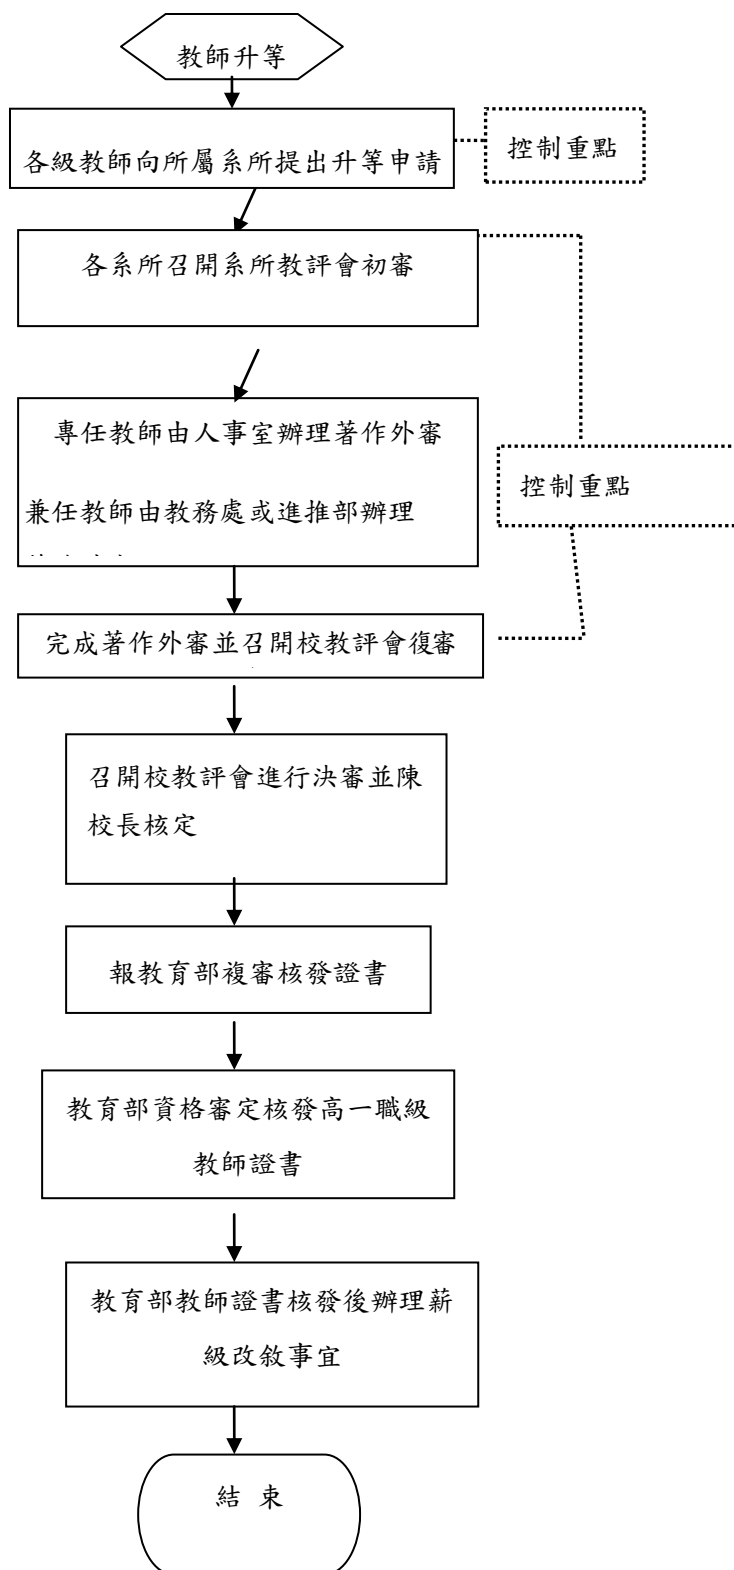 教師升等
各級教師向所屬系所提出升等申請
控制重點
各系所召開系所教評會初審
專任教師由人事室辦理著作外審
兼任教師由教務處或進推部辦理
控制重點
完成著作外審並召開校教評會復審
召開校教評會進行決審並陳
校長核定
報教育部複審核發證書
教育部資格審定核發高一職級
教師證書
教育部教師證書核發後辦理薪
級改敘事宜
結 束